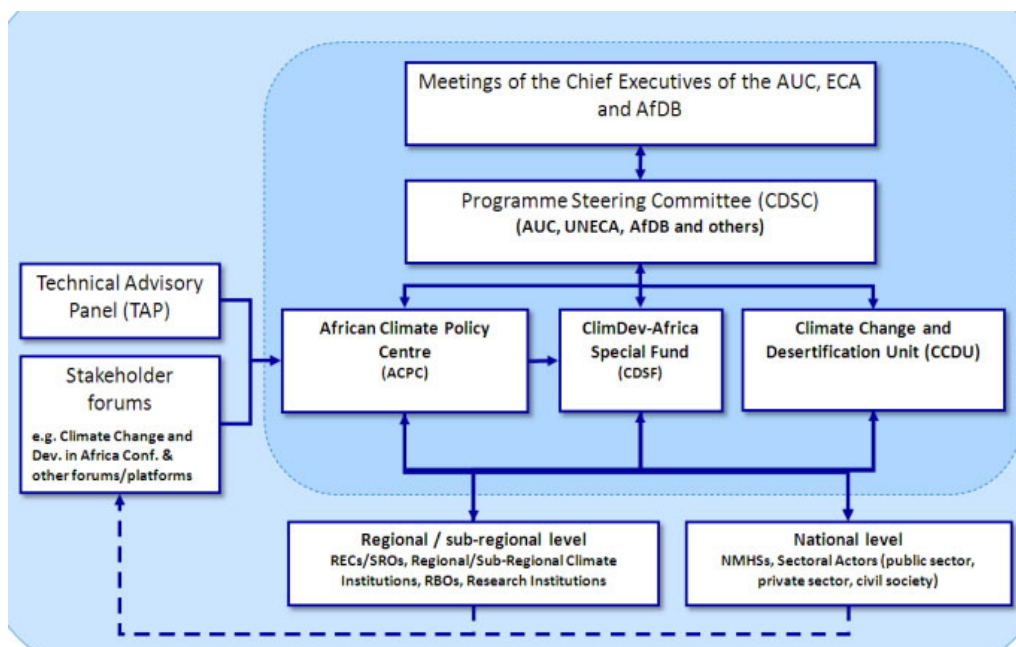 Meetings of the Chief Executives of the AUC, ECA
and AfDB
Programme Steering Committee (CDSC)
(AUC, UNECA, AfDB and others)
Technical Advisory
Panel (TAP)
Stakeholder
forums
e.g. Climate Change and
Dev. in Africa Conf. &
other forums/platforms
African Climate Policy
Centre
(ACPC)
ClimDev-Africa
Special Fund
(CDSF)
Climate Change and
Desertification Unit (CCDU)
Regional / sub-regional level
RECs/SROs, Regional/Sub-Regional Climate
Institutions, RBOs, Research Institutions
National level
NMHSs, Sectoral Actors (public sector,
private sector, civil society)